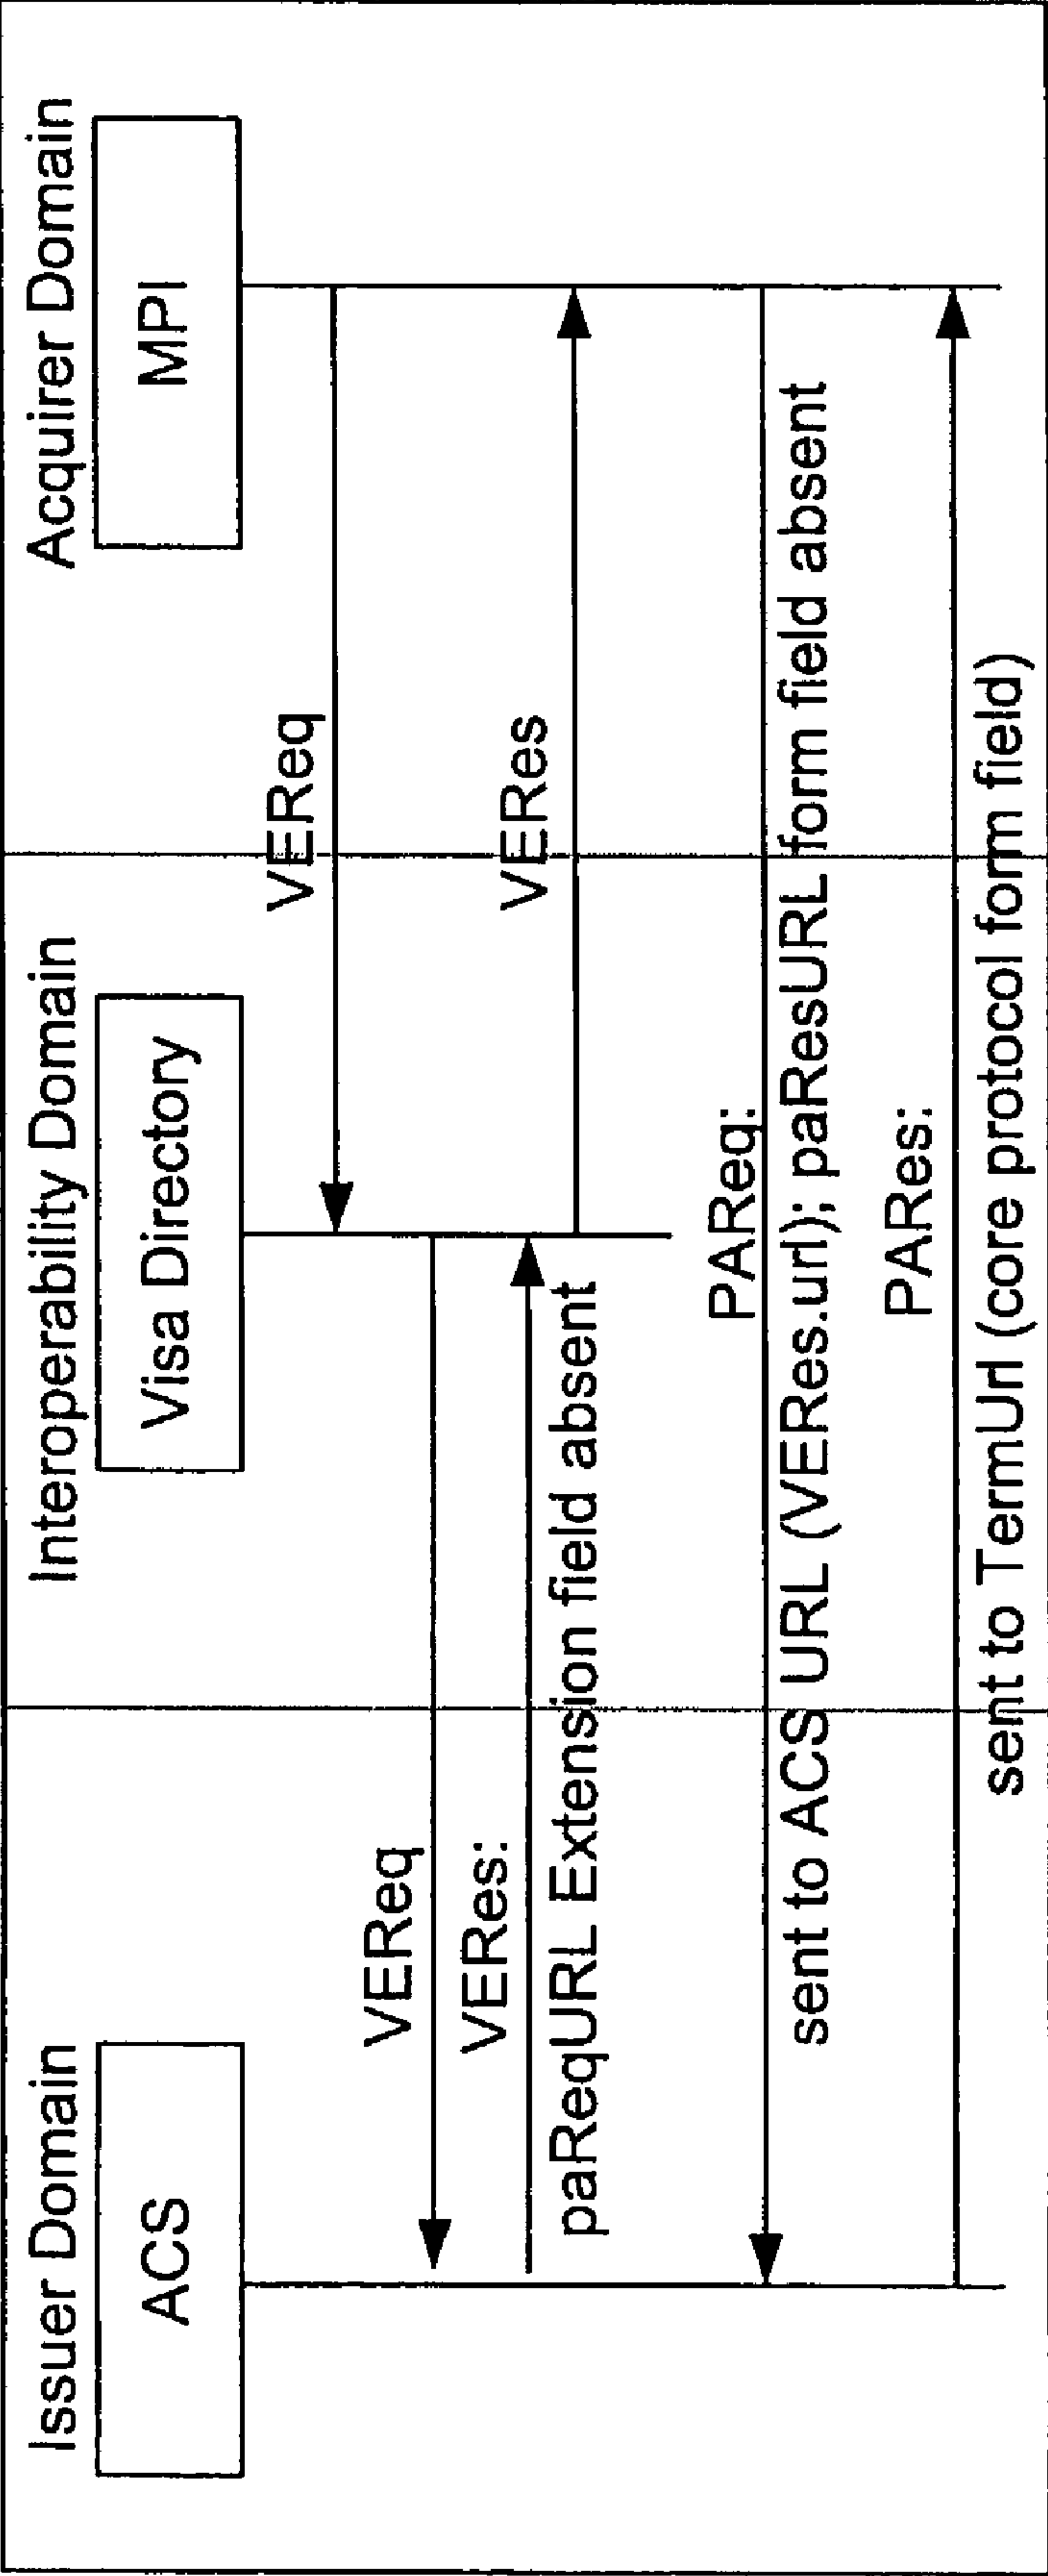 Issuer Domain
Interoperability Domain
Acquirer Domain
ACS
Visa Directory
MPI
VEReq
VEReq
VERes:
paReqURL Extension field absent
VERes
PAReq:
sent to ACS URL (VERes.url); paResURL form field absent
PARes:
sent to TermUrl (core protocol form field)